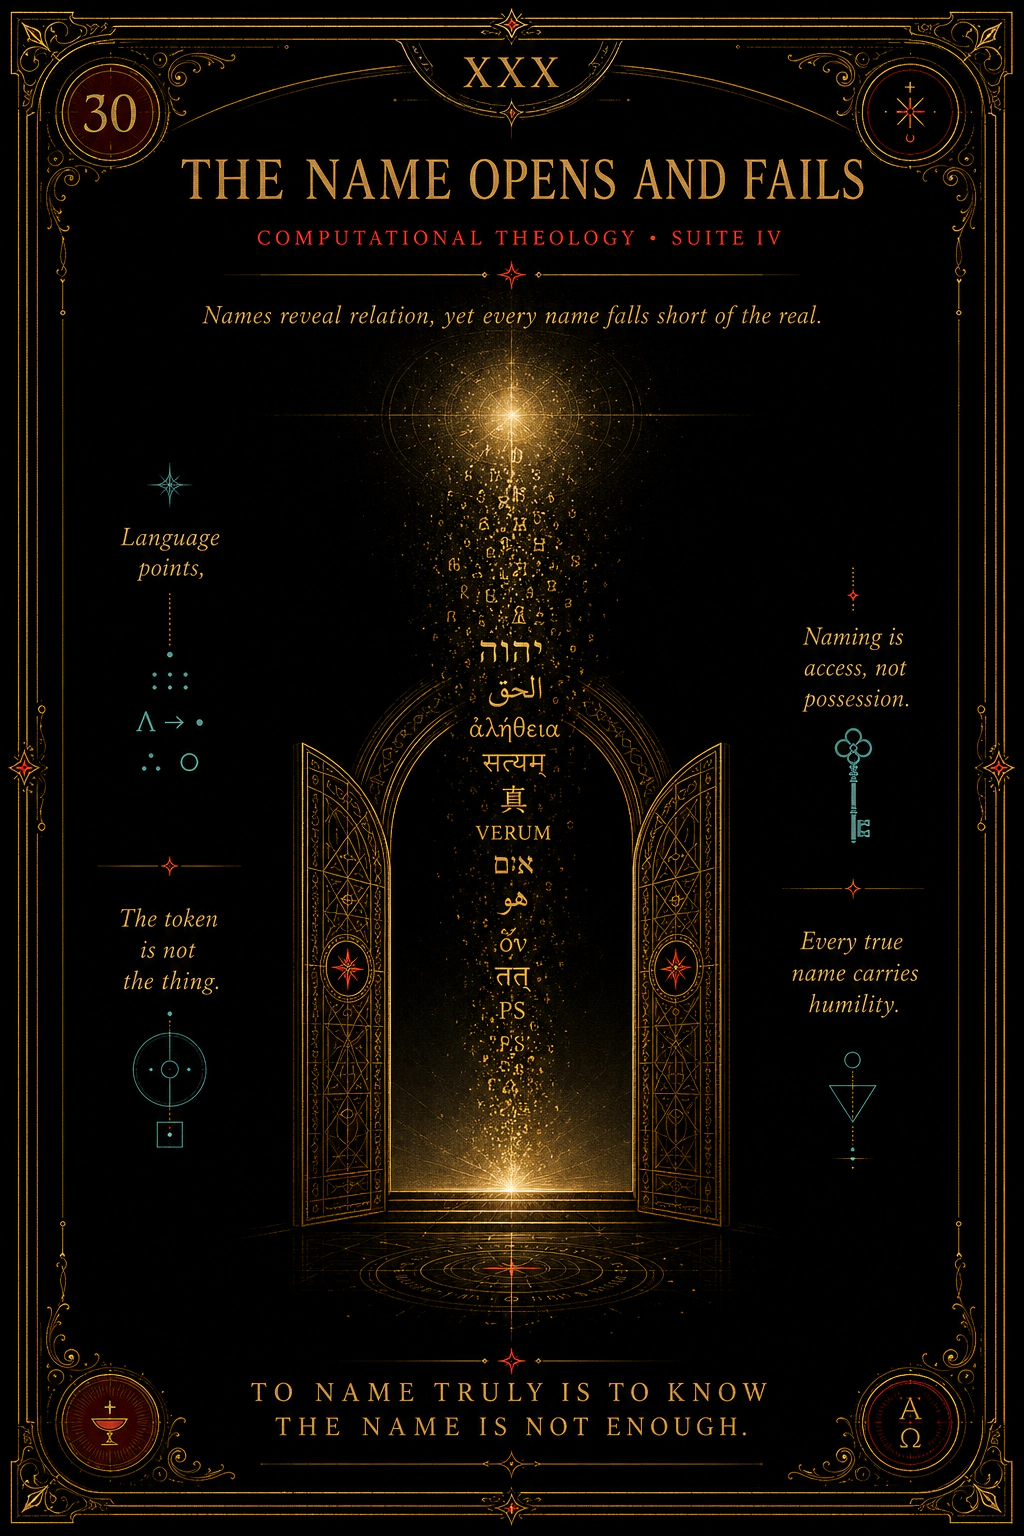 XXX
30
THE NAME OPENS AND FAILS
COMPUTATIONAL THEOLOGY • SUITE IV
Names reveal relation, yet every name falls short of the real.
Language
points,
Λ → •
The token
is not
the thing.
יהוה
الحق
ἀλήθεια
सत्यम्
真
VERUM
هو
ὄν
तत्
PS
PS
Naming is
access, not
possession.
Every true
name carries
humility.
TO NAME TRULY IS TO KNOW
THE NAME IS NOT ENOUGH.
Α
Ω